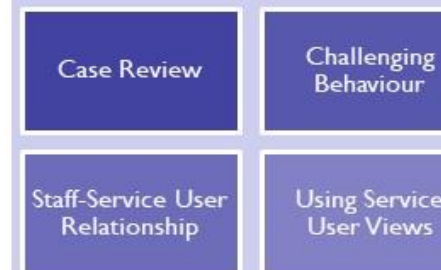 Case Review
Challenging
Behaviour
Staff-Service User
Relationship
Using Service
User Views